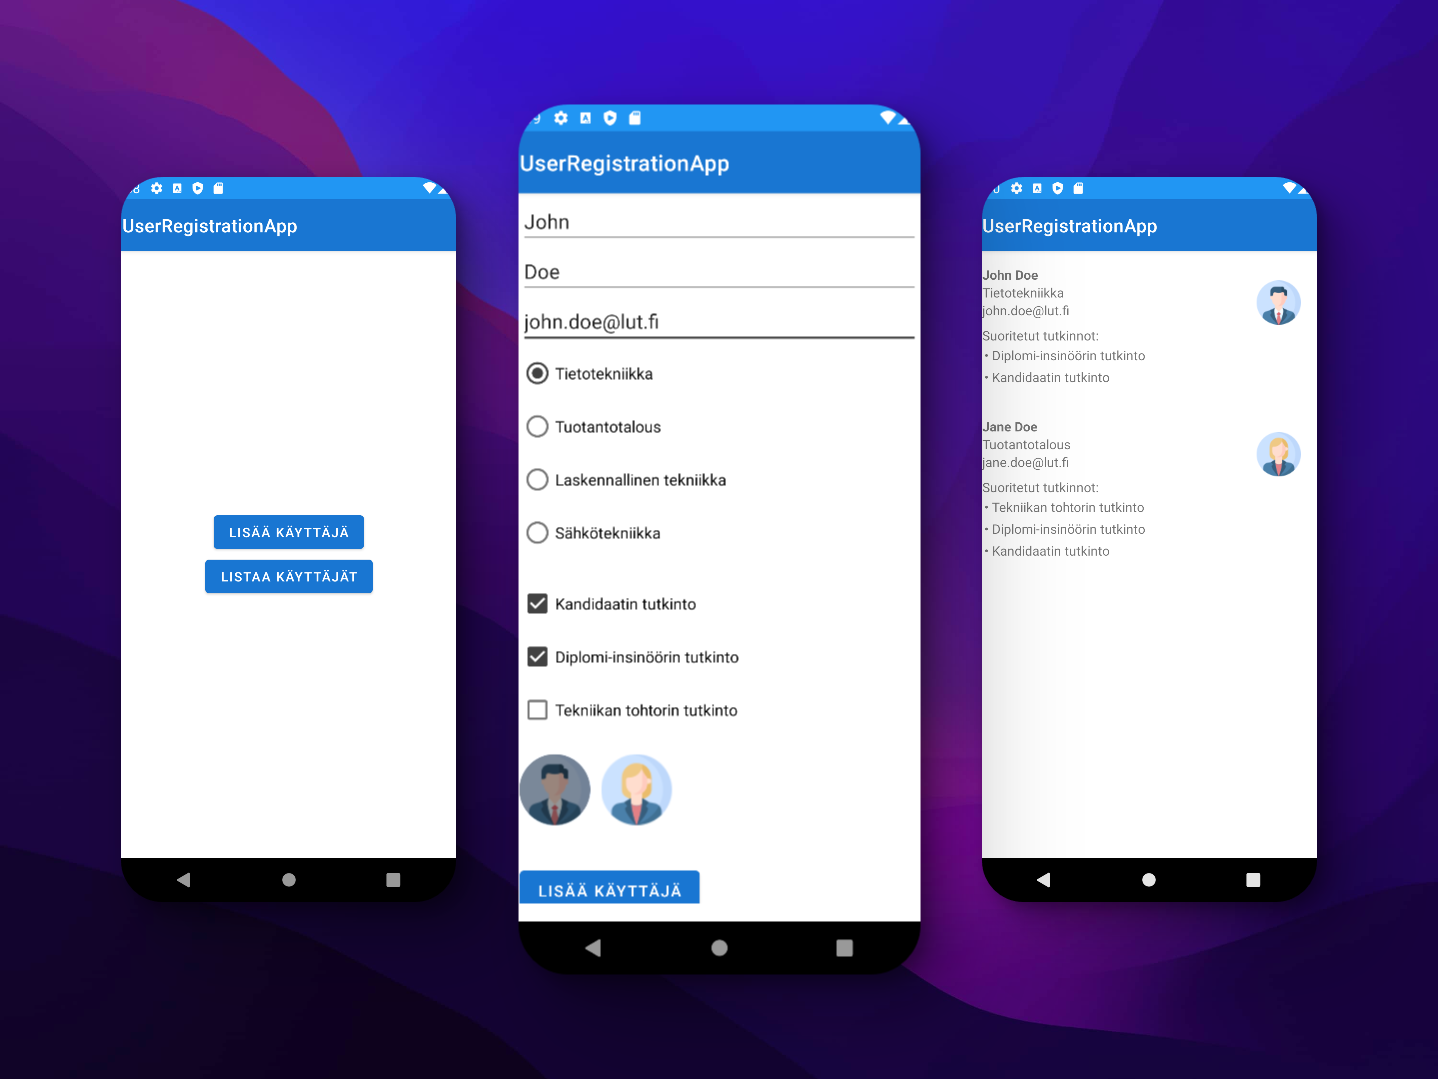 UserRegistrationApp
LISÄÄ KÄYTTÄJÄ
LISTAA KÄYTTÄJÄT
UserRegistrationApp
John
Doe
john.doe@lut.fi
Tietotekniikka
Tuotantotalous
Laskennallinen tekniikka
Sähkötekniikka
Kandidaatin tutkinto
Diplomi-insinöörin tutkinto
Tekniikan tohtorin tutkinto
LISÄÄ KÄYTTÄJÄ
UserRegistrationApp
John Doe
Tietotekniikka
john.doe@lut.fi
Suoritetut tutkinnot:
• Diplomi-insinöörin tutkinto
• Kandidaatin tutkinto
Jane Doe
Tuotantotalous
jane.doe@lut.fi
Suoritetut tutkinnot:
• Tekniikan tohtorin tutkinto
• Diplomi-insinöörin tutkinto
• Kandidaatin tutkinto